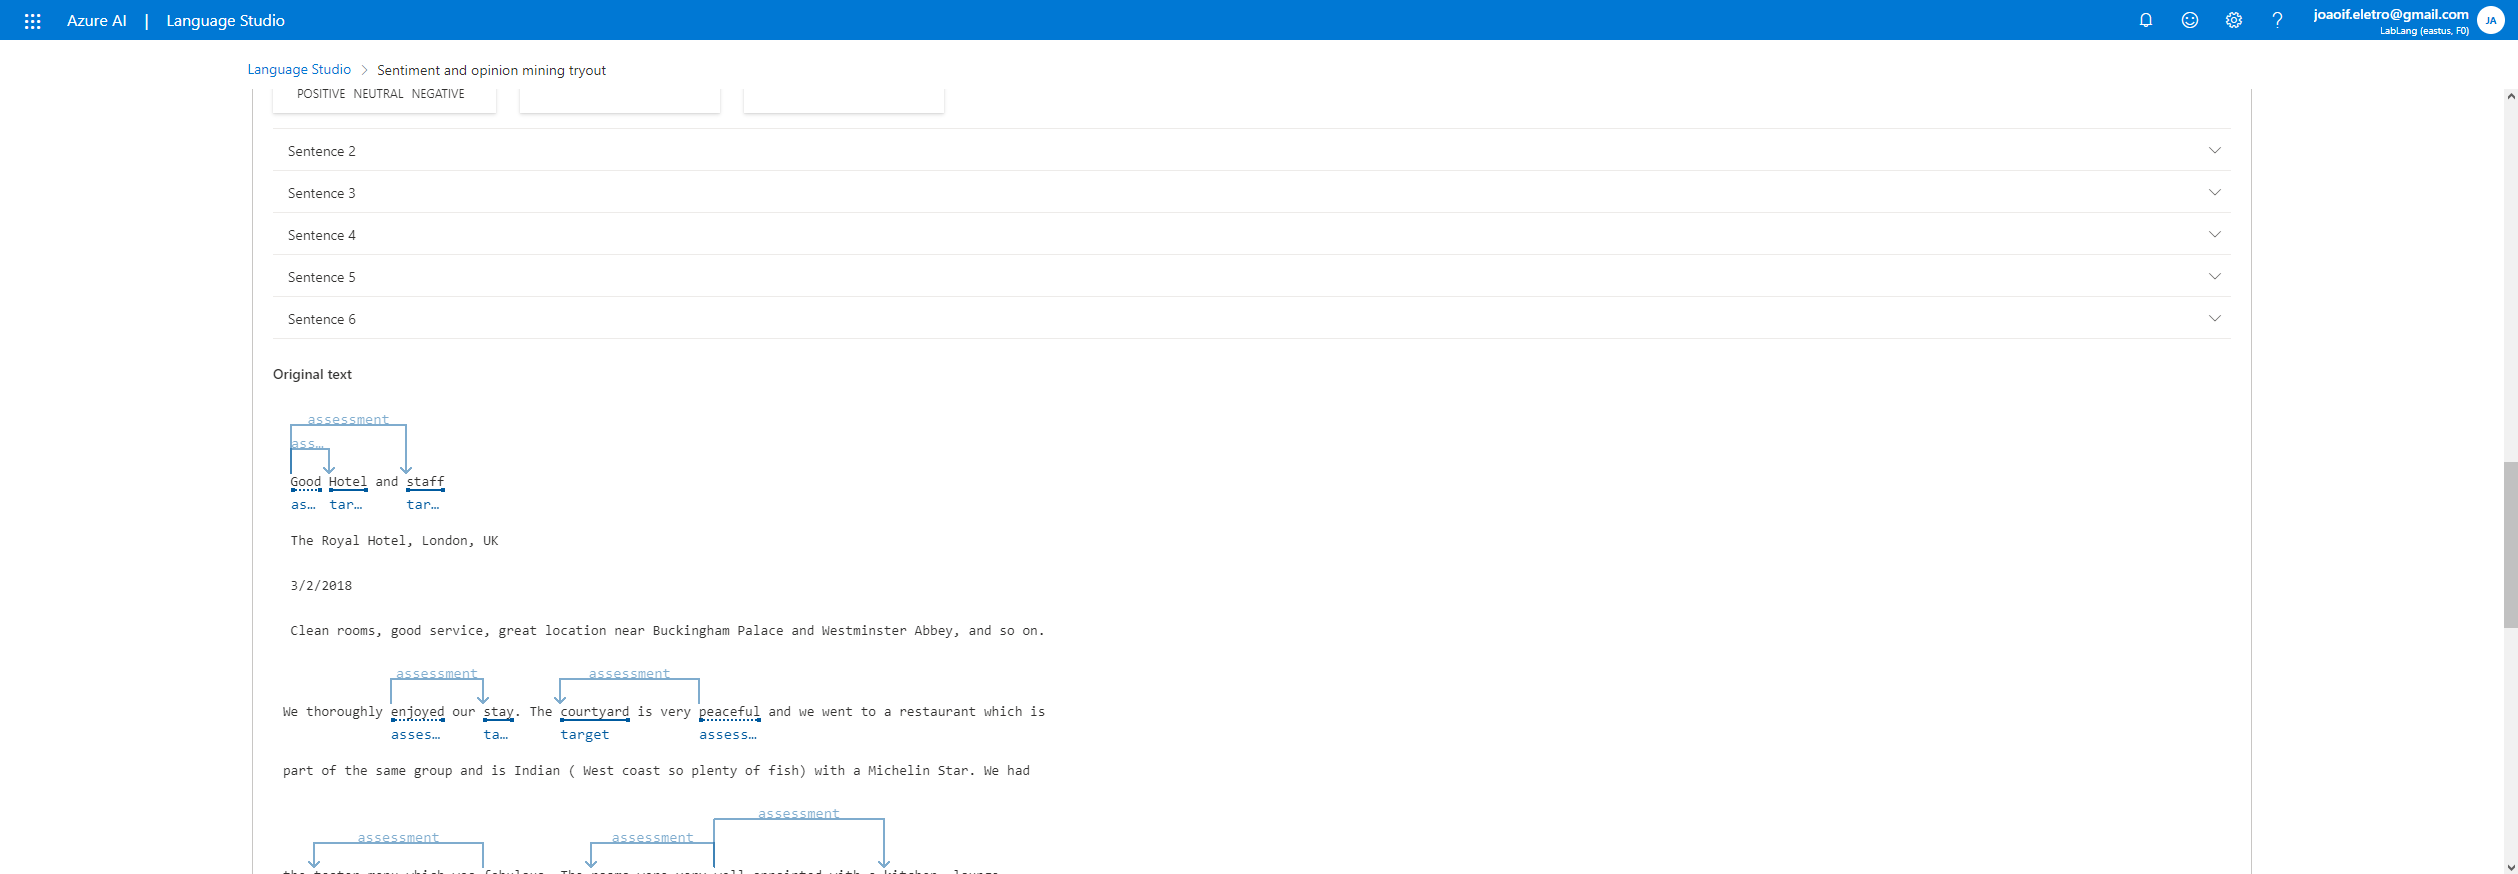 Azure AI | Language Studio
joaoif.eletro@gmail.com
LabLang (eastus, F0)
JA
Language Studio > Sentiment and opinion mining tryout
POSITIVE NEUTRAL NEGATIVE
Sentence 2
Sentence 3
Sentence 4
Sentence 5
Sentence 6
Original text
assessment
ass…
Good Hotel and staff
as… tar… tar…
The Royal Hotel, London, UK
3/2/2018
Clean rooms, good service, great location near Buckingham Palace and Westminster Abbey, and so on.
assessment assessment
We thoroughly enjoyed our stay. The courtyard is very peaceful and we went to a restaurant which is
asses… ta… target assess…
part of the same group and is Indian ( West coast so plenty of fish) with a Michelin Star. We had
assessment
assessment assessment